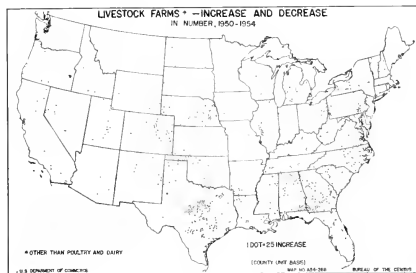 LIVESTOCK FARMS* —INCREASE AND DECREASE
IN NUMBER, 1950-1954
1 DOT=25 INCREASE
* OTHER THAN POULTRY AND DAIRY
(COUNTY UNIT BASIS)
U.S. DEPARTMENT OF COMMERCE
MAP NO. A54-366
BUREAU OF THE CENSUS